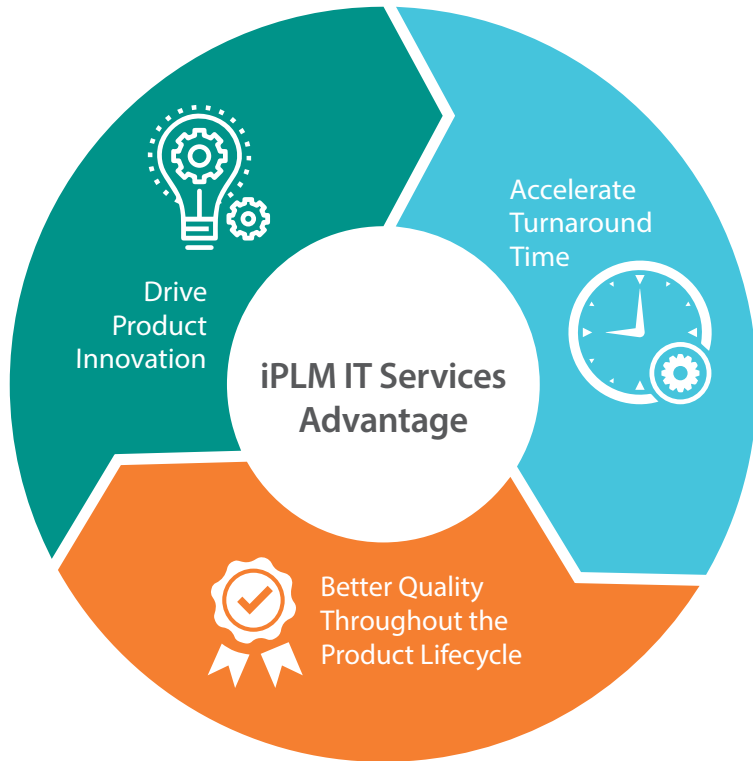 Drive
Product
Innovation
Accelerate
Turnaround
Time
iPLM IT Services
Advantage
Better Quality
Throughout the
Product Lifecycle